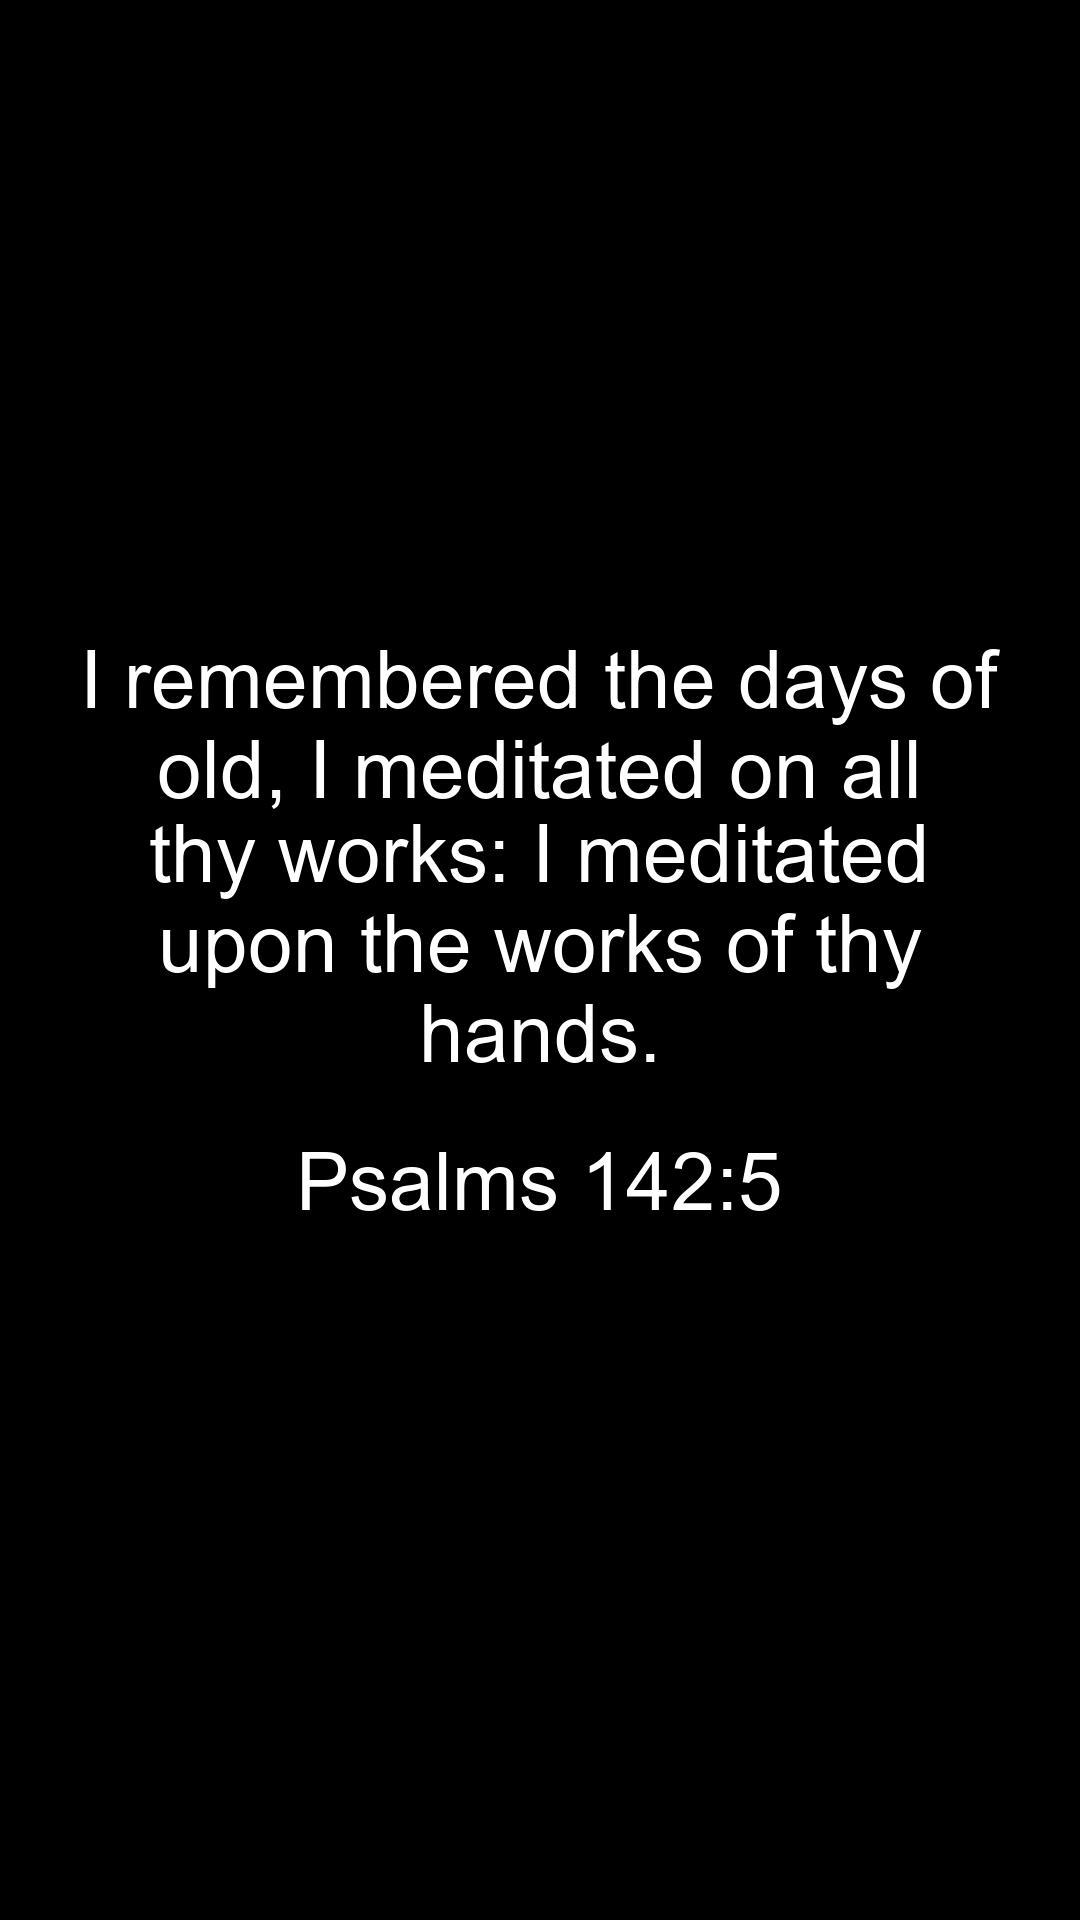 I remembered the days of
old, I meditated on all
thy works: I meditated
upon the works of thy
hands.
Psalms 142:5